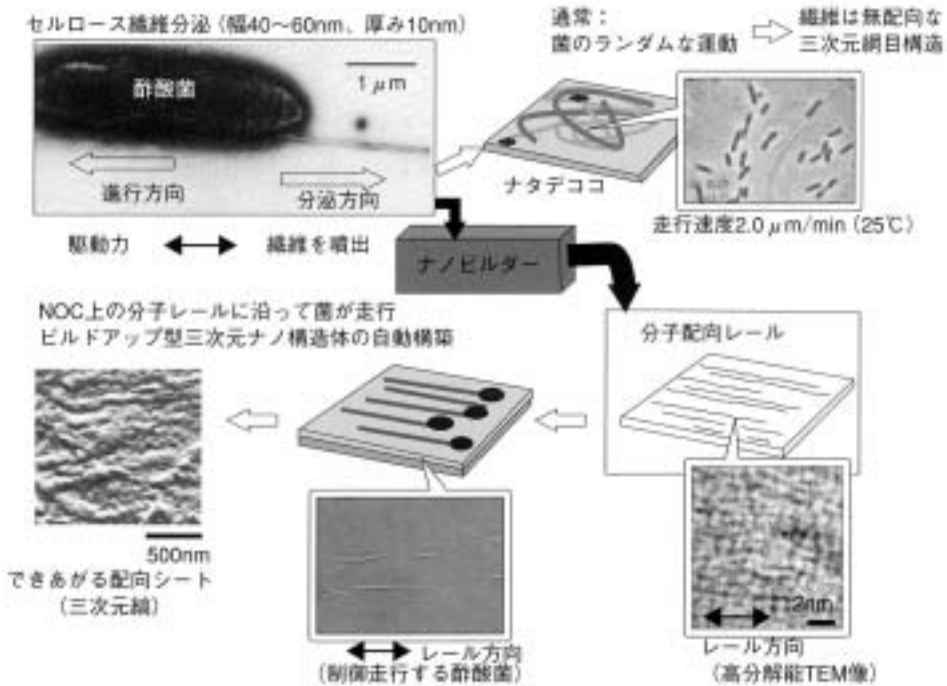 セルロース繊維分泌（幅40～60nm、厚み10nm）
酢酸菌
1μm
進行方向
分泌方向
駆動力
繊維を噴出
通常：
菌のランダムな運動
繊維は無配向な
三次元網目構造
ナタデココ
走行速度2.0μm/min（25℃）
ナノビルダー
NOC上の分子レールに沿って菌が走行
ビルドアップ型三次元ナノ構造体の自動構築
分子配向レール
500nm
できあがる配向シート
（三次元縞）
レール方向
（制御走行する酢酸菌）
2nm
レール方向
（高分解能TEM像）